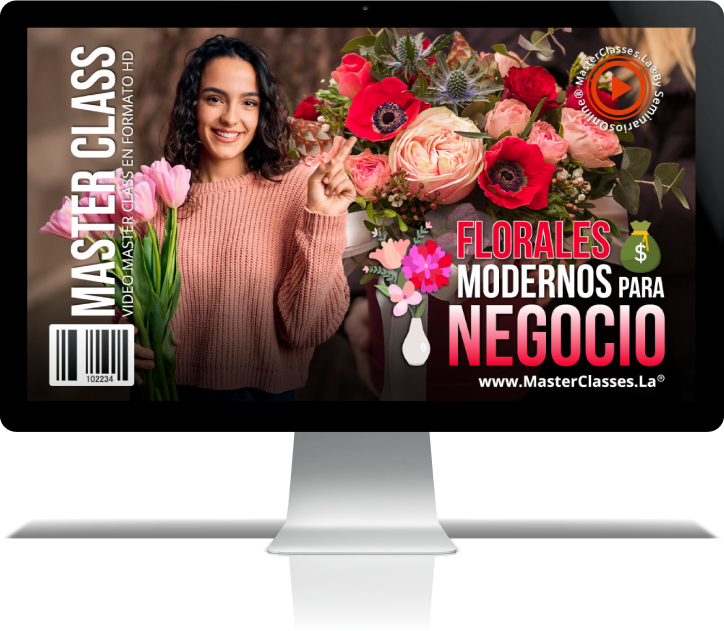 MASTER CLASS
VIDEO MASTER CLASS EN FORMATO HD
MasterClasses.La® By SeminariosOnline®
FLORALES
$
MODERNOS PARA
NEGOCIO
www.MasterClasses.La®
102234